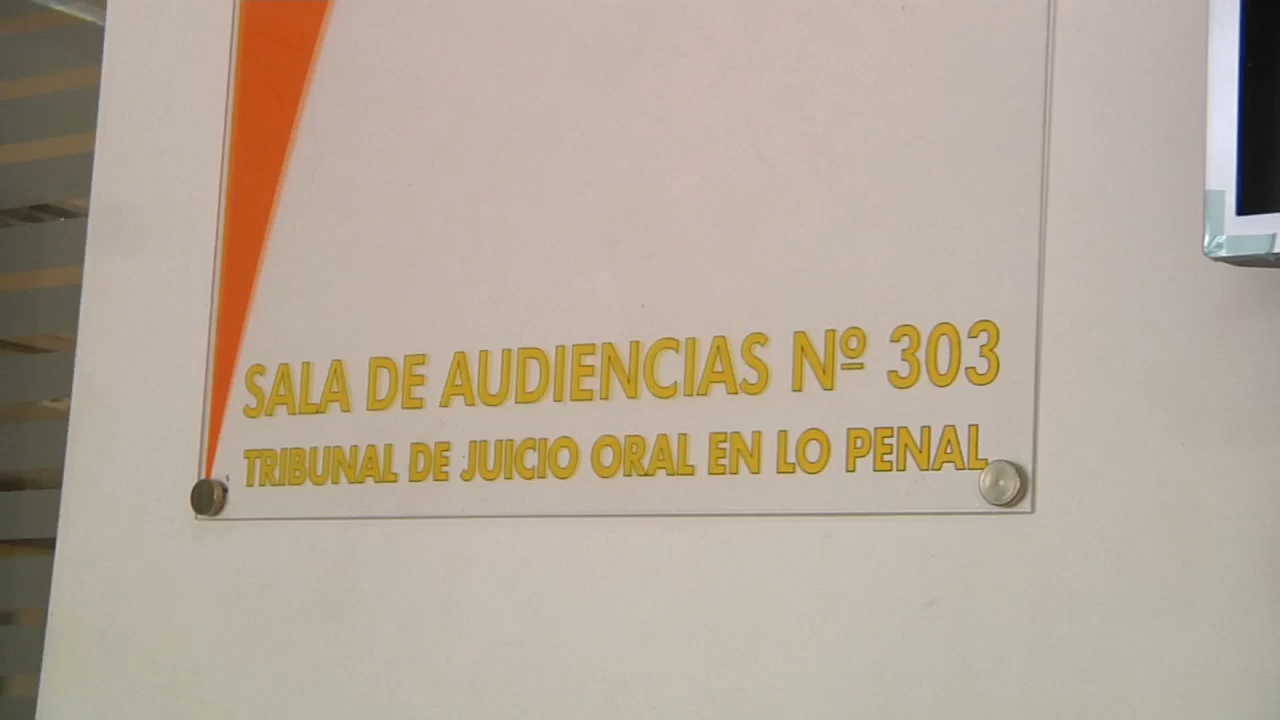 SALA DE AUDIENCIAS Nº 303
TRIBUNAL DE JUICIO ORAL EN LO PENAL